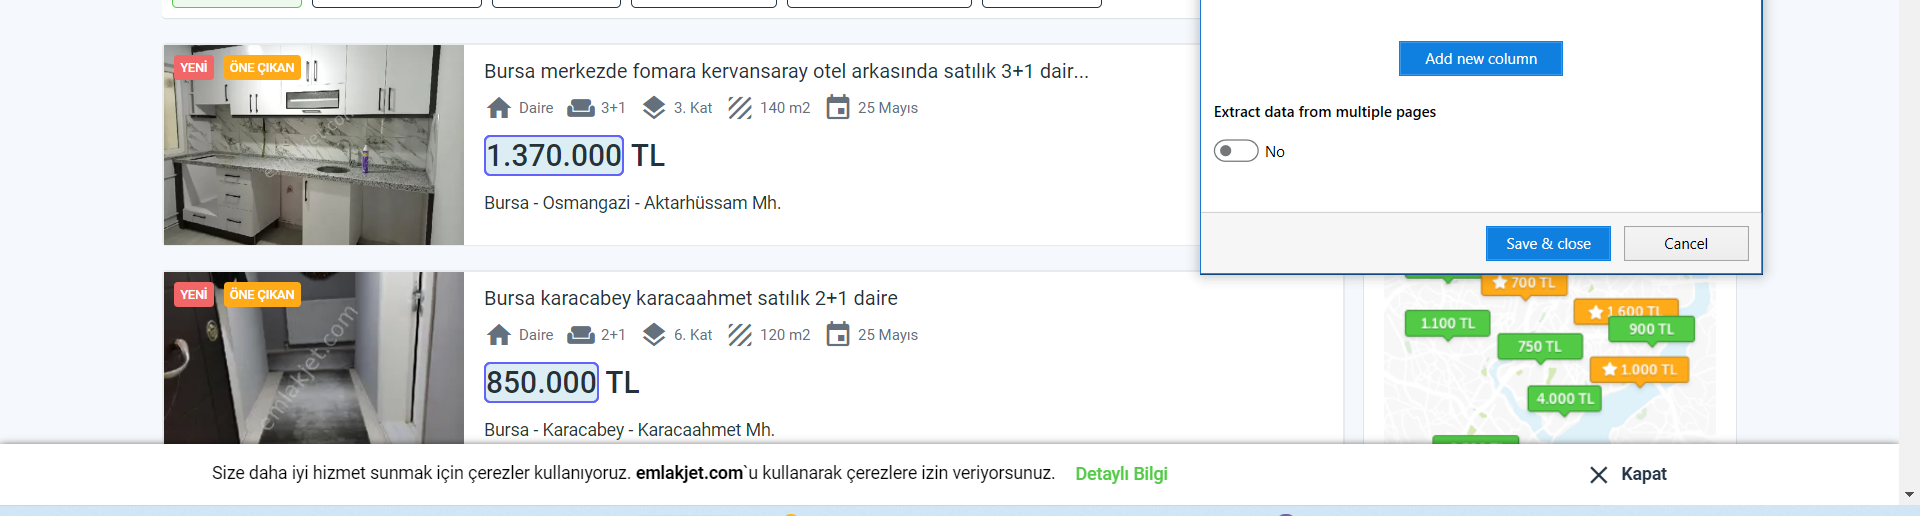 YENİ
ÖNE ÇIKAN
emlakjet.com
Bursa merkezde fomara kervansaray otel arkasında satılık 3+1 dair...
Daire 3+1 3. Kat 140 m2 25 Mayıs
1.370.000 TL
Bursa - Osmangazi - Aktarhüssam Mh.
YENİ
ÖNE ÇIKAN
emlakjet.com
Bursa karacabey karacaahmet satılık 2+1 daire
Daire 2+1 6. Kat 120 m2 25 Mayıs
850.000 TL
Bursa - Karacabey - Karacaahmet Mh.
Add new column
Extract data from multiple pages
No
Save & close
Cancel
700 TL
1.600 TL
1.100 TL
900 TL
750 TL
1.000 TL
4.000 TL
Size daha iyi hizmet sunmak için çerezler kullanıyoruz. emlakjet.com`u kullanarak çerezlere izin veriyorsunuz. Detaylı Bilgi
Kapat